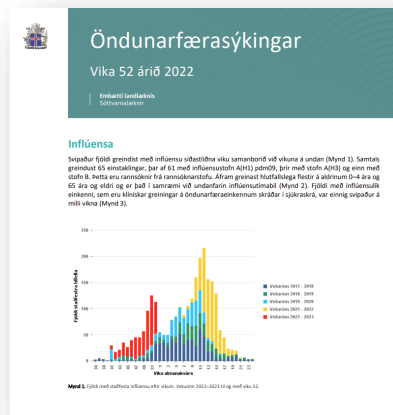 Öndunarfærasýkingar
Vika 52 árið 2022
Embætti landlæknis
Sóttvarnalæknir
Inflúensa
Svipaður fjöldi greindist með inflúensu síðastliðna viku samanborið við vikuna á undan (Mynd 1). Samtals
greindust 65 einstaklingar, þar af 61 með inflúensustofn A(H1) pdm09, þrír með stofn A(H3) og einn með
stofn B. Þetta eru rannsóknir frá rannsóknarstofu. Áfram greinast hlutfallslega flestir á aldrinum 0–4 ára og
65 ára og eldri og er það í samræmi við undanfarin inflúensutímabil (Mynd 2). Fjöldi með inflúensulík
einkenni, sem eru klínískar greiningar á öndunarfæraeinkennum skráðar í sjúkraskrá, var einnig svipaður á
milli vikna (Mynd 3).
Fjöldi staðfestra tilfella
250
200
150
100
50
0
Vika almanaksárs
Veturinn 2017 - 2018
Veturinn 2018 - 2019
Veturinn 2019 - 2020
Veturinn 2021 - 2022
Veturinn 2022 - 2023
Mynd 1. Fjöldi með staðfesta inflúensu eftir vikum. Veturinn 2022–2023 til og með viku 52.